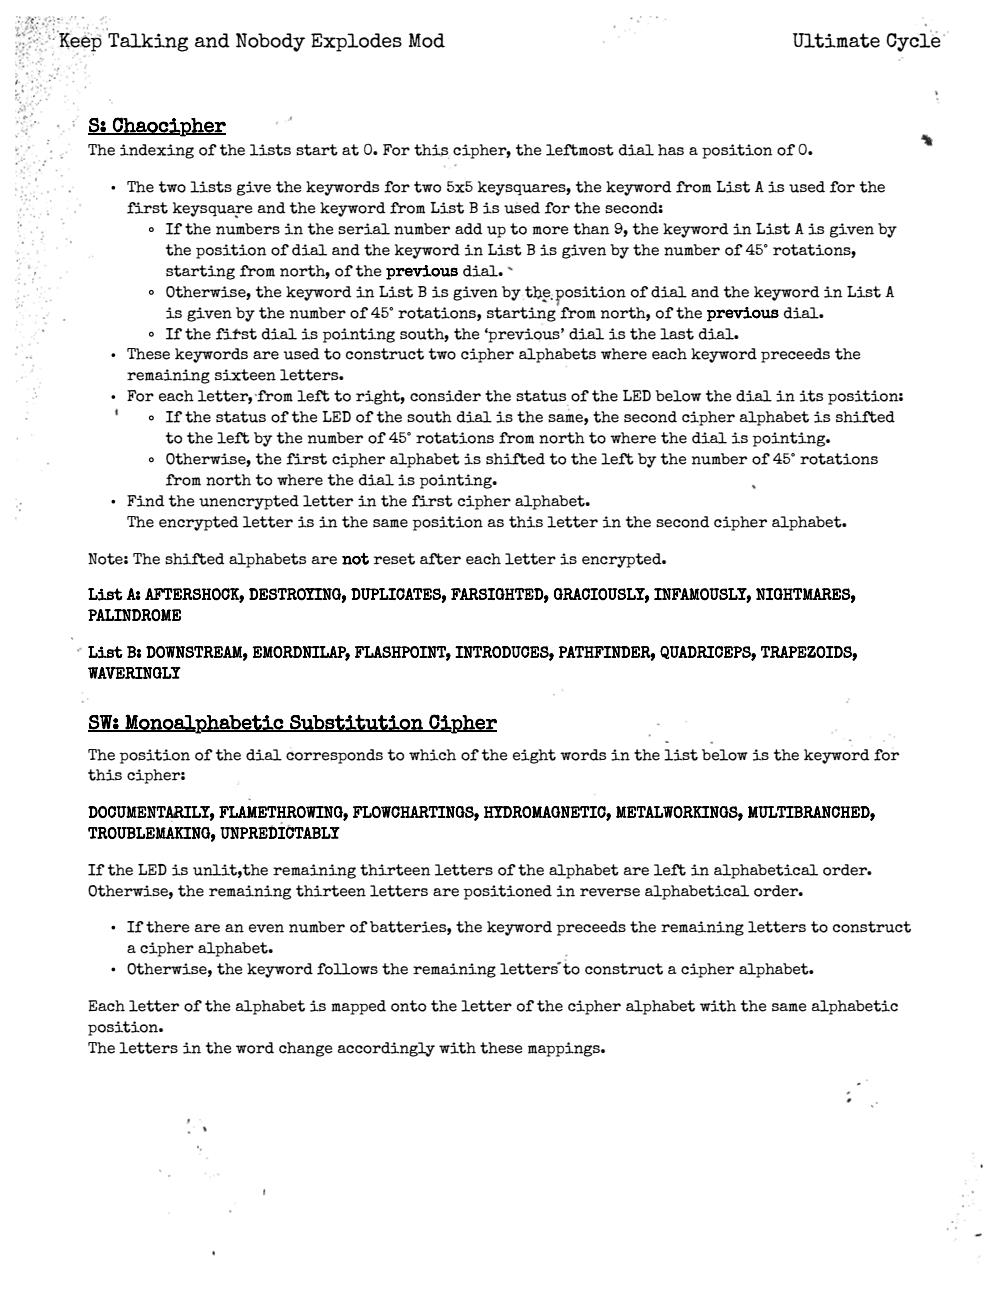 Keep Talking and Nobody Explodes Mod
Ultimate Cycle
S: Chaocipher
The indexing of the lists start at 0. For this cipher, the leftmost dial has a position of 0.
• The two lists give the keywords for two 5x5 keysquares, the keyword from List A is used for the
first keysquare and the keyword from List B is used for the second:
◦ If the numbers in the serial number add up to more than 9, the keyword in List A is given by
the position of dial and the keyword in List B is given by the number of 45° rotations,
starting from north, of the previous dial.
◦ Otherwise, the keyword in List B is given by the position of dial and the keyword in List A
is given by the number of 45° rotations, starting from north, of the previous dial.
◦ If the first dial is pointing south, the ‘previous’ dial is the last dial.
• These keywords are used to construct two cipher alphabets where each keyword preceeds the
remaining sixteen letters.
• For each letter, from left to right, consider the status of the LED below the dial in its position:
◦ If the status of the LED of the south dial is the same, the second cipher alphabet is shifted
to the left by the number of 45° rotations from north to where the dial is pointing.
◦ Otherwise, the first cipher alphabet is shifted to the left by the number of 45° rotations
from north to where the dial is pointing.
• Find the unencrypted letter in the first cipher alphabet.
The encrypted letter is in the same position as this letter in the second cipher alphabet.
Note: The shifted alphabets are not reset after each letter is encrypted.
List A: AFTERSHOCK, DESTROYING, DUPLICATES, FARSIGHTED, GRACIOUSLY, INFAMOUSLY, NIGHTMARES,
PALINDROME
List B: DOWNSTREAM, EMORDNILAP, FLASHPOINT, INTRODUCES, PATHFINDER, QUADRICEPS, TRAPEZOIDS,
WAVERINGLY
SW: Monoalphabetic Substitution Cipher
The position of the dial corresponds to which of the eight words in the list below is the keyword for
this cipher:
DOCUMENTARILY, FLAMETHROWING, FLOWCHARTINGS, HYDROMAGNETIC, METALWORKINGS, MULTIBRANCHED,
TROUBLEMAKING, UNPREDICTABLY
If the LED is unlit,the remaining thirteen letters of the alphabet are left in alphabetical order.
Otherwise, the remaining thirteen letters are positioned in reverse alphabetical order.
• If there are an even number of batteries, the keyword preceeds the remaining letters to construct
a cipher alphabet.
• Otherwise, the keyword follows the remaining letters to construct a cipher alphabet.
Each letter of the alphabet is mapped onto the letter of the cipher alphabet with the same alphabetic
position.
The letters in the word change accordingly with these mappings.